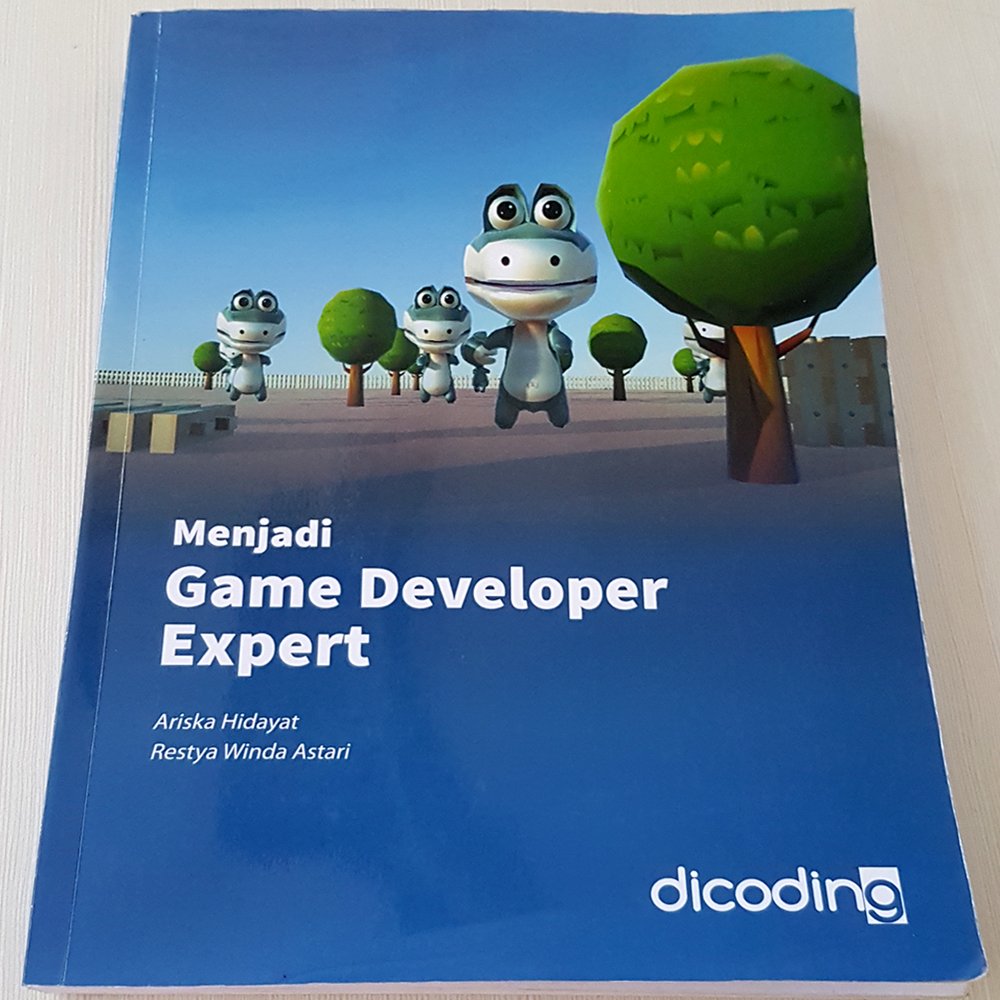 Menjadi
Game Developer
Expert
Ariska Hidayat
Restya Winda Astari
dicoding